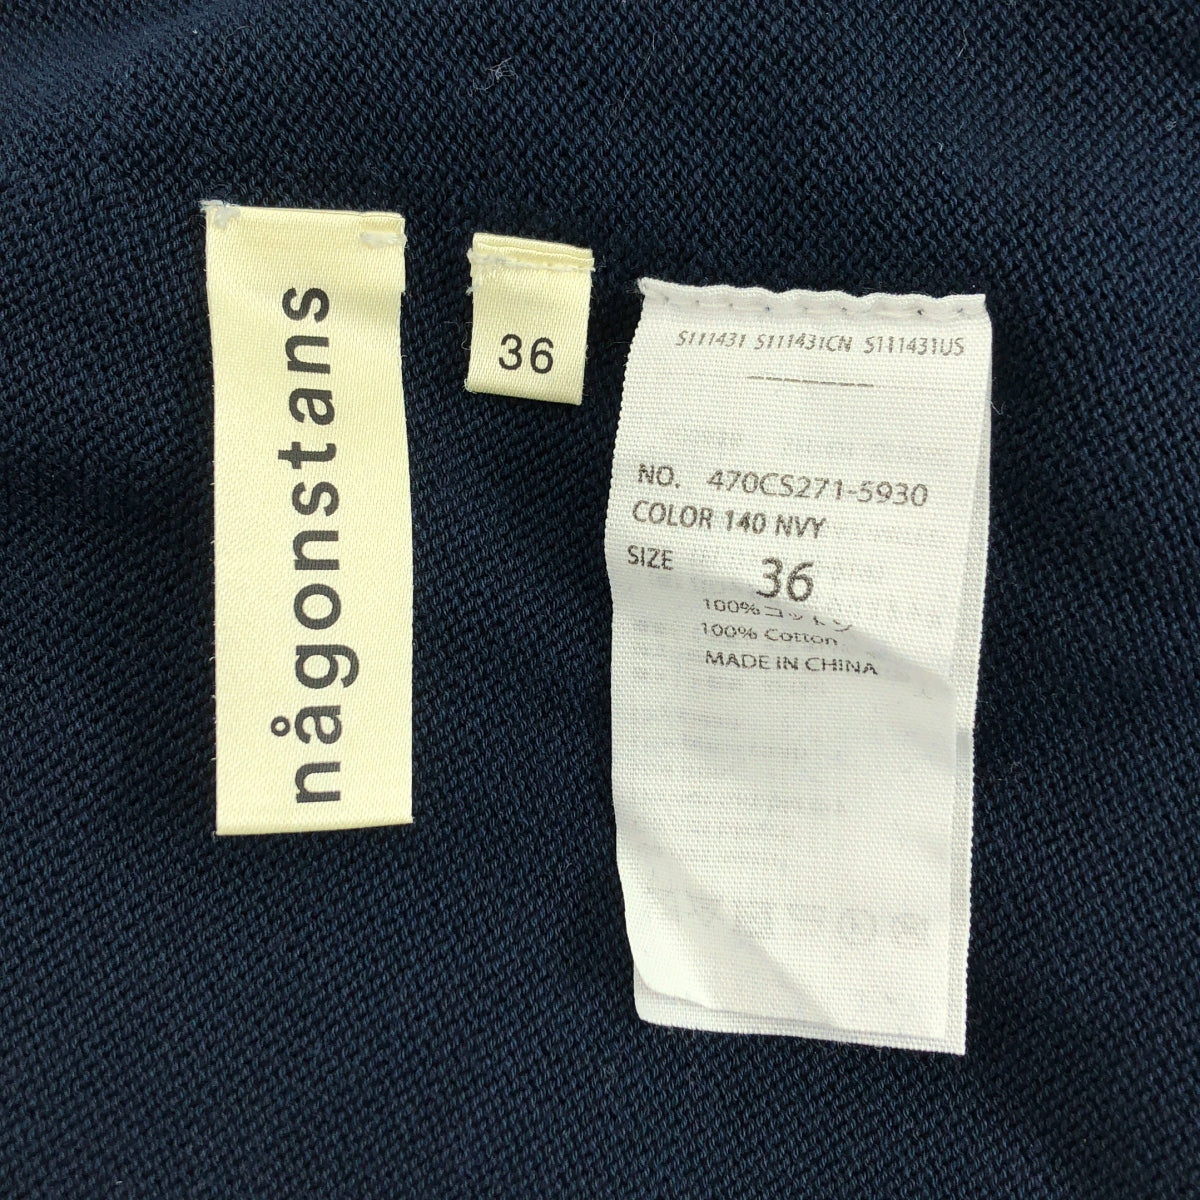 någonstans
36
S111431 S111431CN S111431US
NO. 470CS271-5930
COLOR 140 NVY
SIZE 36
100%コットン
100% Cotton
MADE IN CHINA